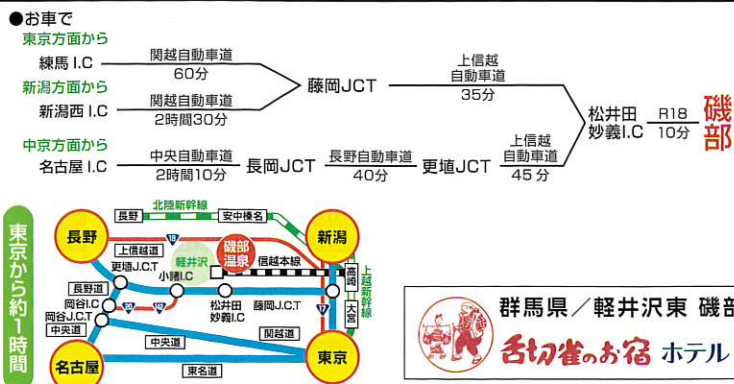 ●お車で
東京方面から
練馬 I.C
関越自動車道
60分
新潟方面から
新潟西 I.C
関越自動車道
2時間30分
藤岡JCT
上信越
自動車道
35分
中京方面から
名古屋 I.C
中央自動車道
2時間10分
長岡JCT
長野自動車道
40分
更埴JCT
上信越
自動車道
45分
松井田
妙義I.C
R18
10分
磯部
東京から約1時間
北陸新幹線
長野
安中榛名
長野
18
新潟
上信越道
磯部
温泉
軽井沢
信越本線
更埴J.C.T
小諸I.C
高崎
上越新幹線
長野道
岡谷I.C
20
142
松井田
妙義I.C
藤岡J.C.T
17
大宮
岡谷J.C.T
中央道
中央道
関越道
名古屋
東名道
東京
群馬県／軽井沢東 磯部
舌切雀のお宿 ホテル